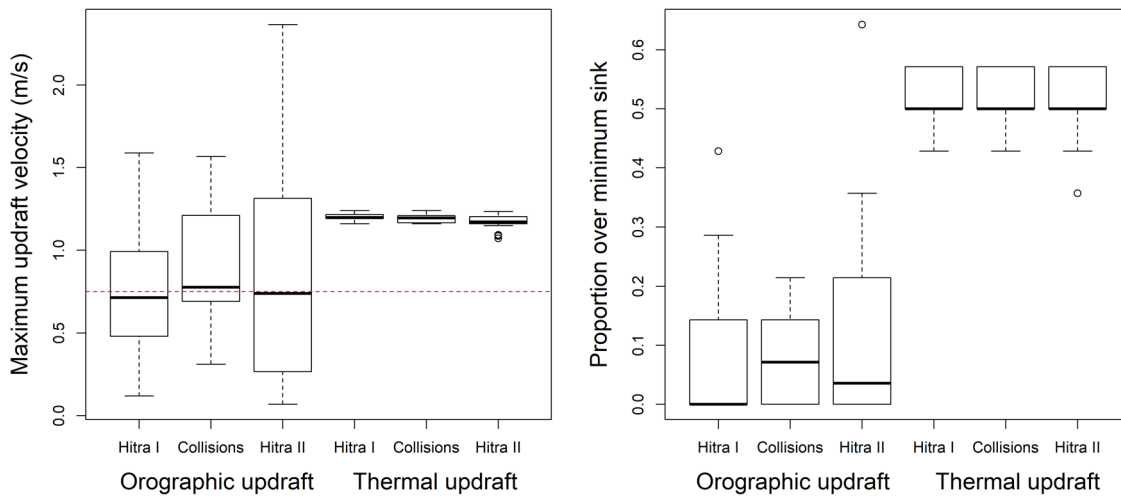 Maximum updraft velocity (m/s)
2.0
1.5
1.0
0.5
0.0
Hitra I Collisions Hitra II Hitra I Collisions Hitra II
Orographic updraft Thermal updraft
Proportion over minimum sink
0.6
0.5
0.4
0.3
0.2
0.1
0.0
Hitra I Collisions Hitra II Hitra I Collisions Hitra II
Orographic updraft Thermal updraft